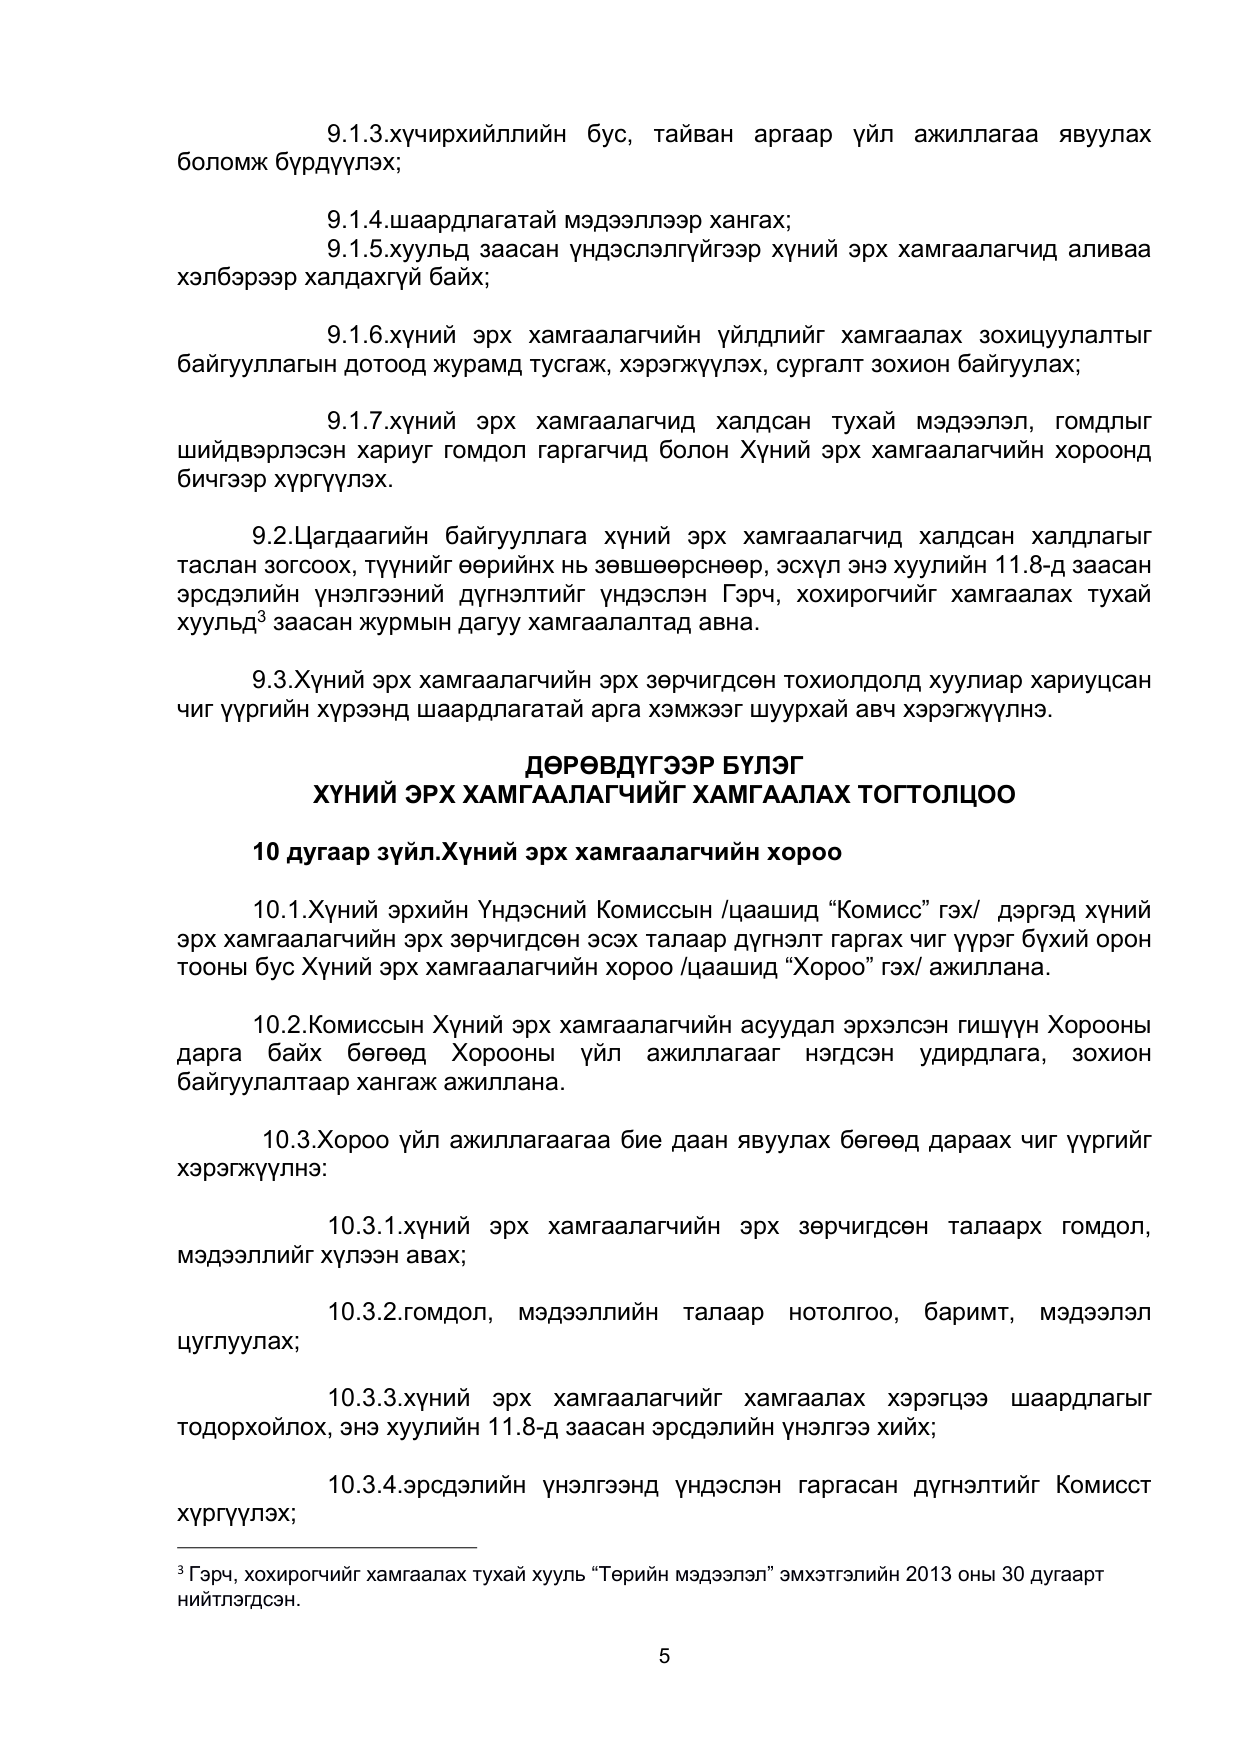 9.1.3.хүчирхийллийн бус, тайван аргаар үйл ажиллагаа явуулах
боломж бүрдүүлэх;
9.1.4.шаардлагатай мэдээллээр хангах;
9.1.5.хуульд заасан үндэслэлгүйгээр хүний эрх хамгаалагчид аливаа
хэлбэрээр халдахгүй байх;
9.1.6.хүний эрх хамгаалагчийн үйлдлийг хамгаалах зохицуулалтыг
байгууллагын дотоод журамд тусгаж, хэрэгжүүлэх, сургалт зохион байгуулах;
9.1.7.хүний эрх хамгаалагчид халдсан тухай мэдээлэл, гомдлыг
шийдвэрлэсэн хариуг гомдол гаргагчид болон Хүний эрх хамгаалагчийн хороонд
бичгээр хүргүүлэх.
9.2.Цагдаагийн байгууллага хүний эрх хамгаалагчид халдсан халдлагыг
таслан зогсоох, түүнийг өөрийнх нь зөвшөөрснөөр, эсхүл энэ хуулийн 11.8-д заасан
эрсдэлийн үнэлгээний дүгнэлтийг үндэслэн Гэрч, хохирогчийг хамгаалах тухай
хуульд3 заасан журмын дагуу хамгаалалтад авна.
9.3.Хүний эрх хамгаалагчийн эрх зөрчигдсөн тохиолдолд хуулиар хариуцсан
чиг үүргийн хүрээнд шаардлагатай арга хэмжээг шуурхай авч хэрэгжүүлнэ.
ДӨРӨВДҮГЭЭР БҮЛЭГ
ХҮНИЙ ЭРХ ХАМГААЛАГЧИЙГ ХАМГААЛАХ ТОГТОЛЦОО
10 дугаар зүйл.Хүний эрх хамгаалагчийн хороо
10.1.Хүний эрхийн Үндэсний Комиссын /цаашид “Комисс” гэх/ дэргэд хүний
эрх хамгаалагчийн эрх зөрчигдсөн эсэх талаар дүгнэлт гаргах чиг үүрэг бүхий орон
тооны бус Хүний эрх хамгаалагчийн хороо /цаашид “Хороо” гэх/ ажиллана.
10.2.Комиссын Хүний эрх хамгаалагчийн асуудал эрхэлсэн гишүүн Хорооны
дарга байх бөгөөд Хорооны үйл ажиллагааг нэгдсэн удирдлага, зохион
байгуулалтаар хангаж ажиллана.
10.3.Хороо үйл ажиллагаагаа бие даан явуулах бөгөөд дараах чиг үүргийг
хэрэгжүүлнэ:
10.3.1.хүний эрх хамгаалагчийн эрх зөрчигдсөн талаарх гомдол,
мэдээллийг хүлээн авах;
10.3.2.гомдол, мэдээллийн талаар нотолгоо, баримт, мэдээлэл
цуглуулах;
10.3.3.хүний эрх хамгаалагчийг хамгаалах хэрэгцээ шаардлагыг
тодорхойлох, энэ хуулийн 11.8-д заасан эрсдэлийн үнэлгээ хийх;
10.3.4.эрсдэлийн үнэлгээнд үндэслэн гаргасан дүгнэлтийг Комисст
хүргүүлэх;
3 Гэрч, хохирогчийг хамгаалах тухай хууль “Төрийн мэдээлэл” эмхэтгэлийн 2013 оны 30 дугаарт
нийтлэгдсэн.
5